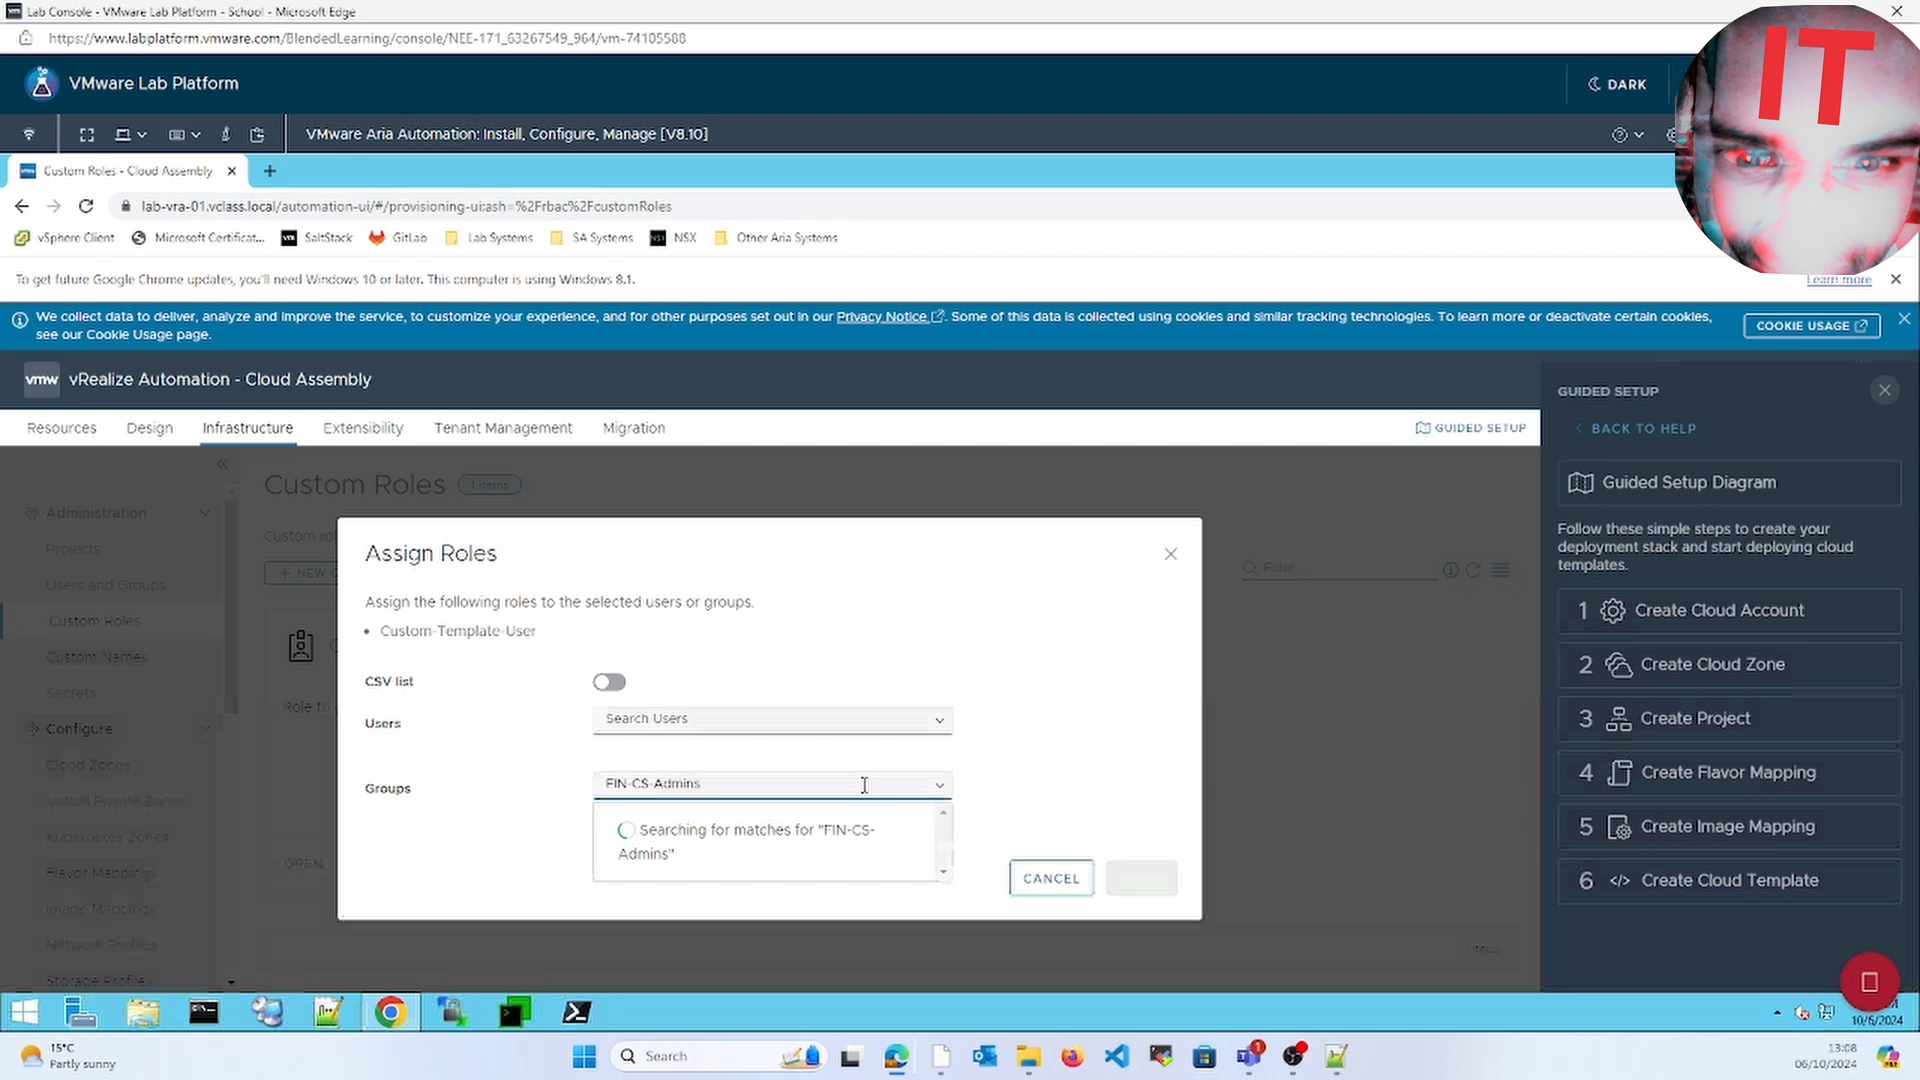 Lab Console - VMware Lab Platform - School - Microsoft Edge
https://www.labplatform.vmware.com/BlendedLearning/console/NEE-171_63267549_964/vm-74105588
IT
VMware Lab Platform
DARK
VMware Aria Automation: Install, Configure, Manage [V8.10]
Custom Roles - Cloud Assembly
lab-vra-01.vclass.local/automation-ui/#/provisioning-ui;ash=%2Frbac%2FcustomRoles
vSphere Client
Microsoft Certificat...
SaltStack
GitLab
Lab Systems
SA Systems
NSX
Other Aria Systems
To get future Google Chrome updates, you'll need Windows 10 or later. This computer is using Windows 8.1.
Learn more
We collect data to deliver, analyze and improve the service, to customize your experience, and for other purposes set out in our Privacy Notice. Some of this data is collected using cookies and similar tracking technologies. To learn more or deactivate certain cookies,
see our Cookie Usage page.
COOKIE USAGE
vmw vRealize Automation - Cloud Assembly
Resources
Design
Infrastructure
Extensibility
Tenant Management
Migration
GUIDED SETUP
Administration
Projects
Users and Groups
Custom Roles
Custom Names
Secrets
Configure
Cloud Zones
Virtual Private Zones
Kubernetes Zones
Flavor Mappings
Image Mappings
Network Profiles
Storage Profile
Custom Roles
1 items
Custom rol
+ NEW C
Filter
Role to
OPEN
Assign Roles
Assign the following roles to the selected users or groups.
• Custom-Template-User
CSV list
Users
Search Users
Groups
FIN-CS-Admins
Searching for matches for "FIN-CS-
Admins"
CANCEL
GUIDED SETUP
BACK TO HELP
Guided Setup Diagram
Follow these simple steps to create your
deployment stack and start deploying cloud
templates.
1 Create Cloud Account
2 Create Cloud Zone
3 Create Project
4 Create Flavor Mapping
5 Create Image Mapping
6 Create Cloud Template
10/6/2024
15°C
Partly sunny
Search
1
13:08
06/10/2024